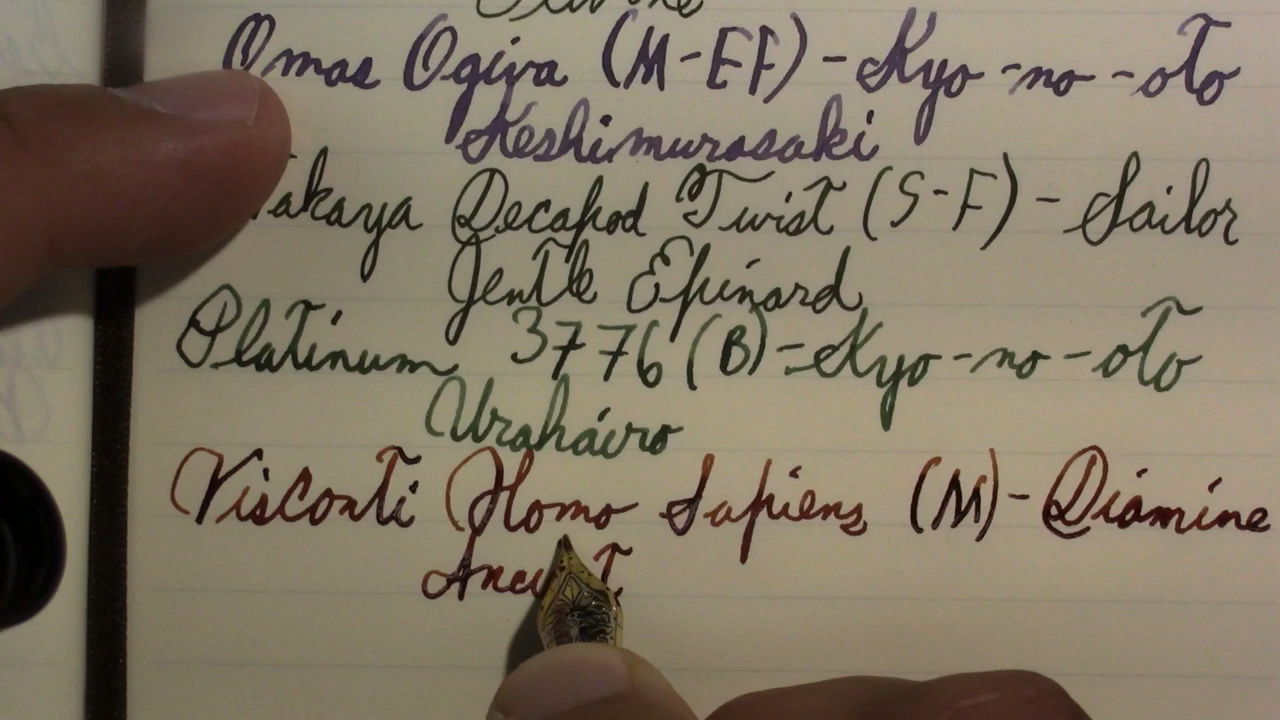 Omas Ogiva (M-EF) - Kyo-no-oto
Keshimurasaki
akaya Decapod Twist (S-F) - Sailor
Jentle Epinard
Platinum 3776 (B) - Kyo-no-oto
Urahairo
Visconti Homo Sapiens (M) - Diamine